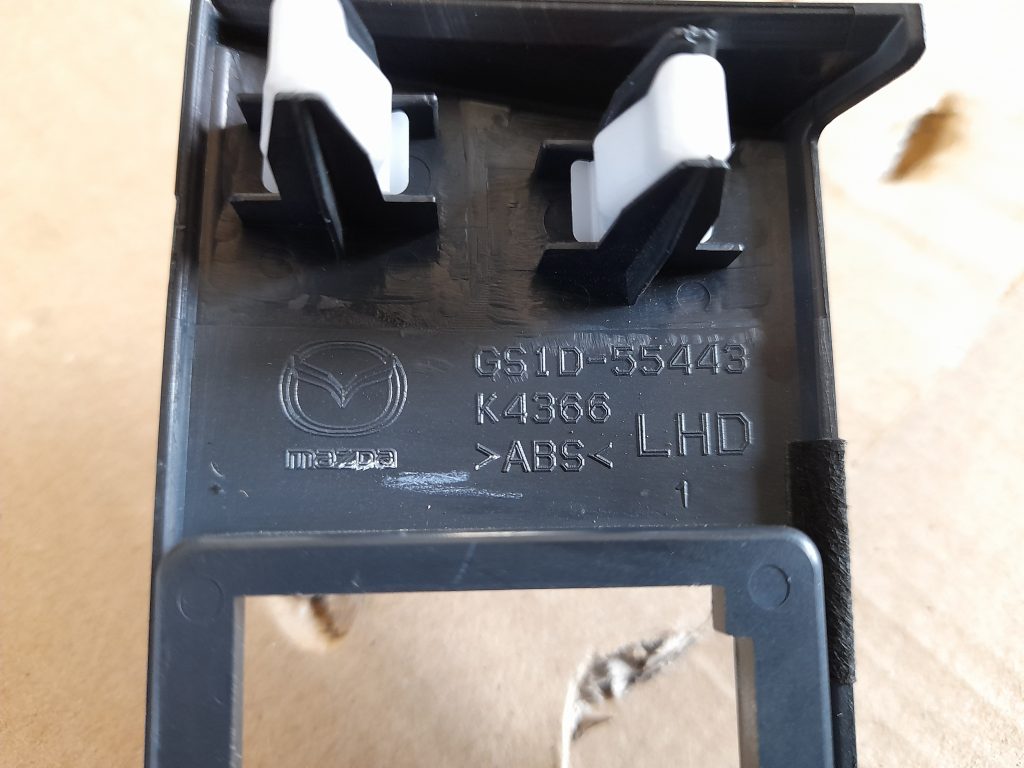 GS1D-55443
K4366
>ABS<
LHD
mazda
1